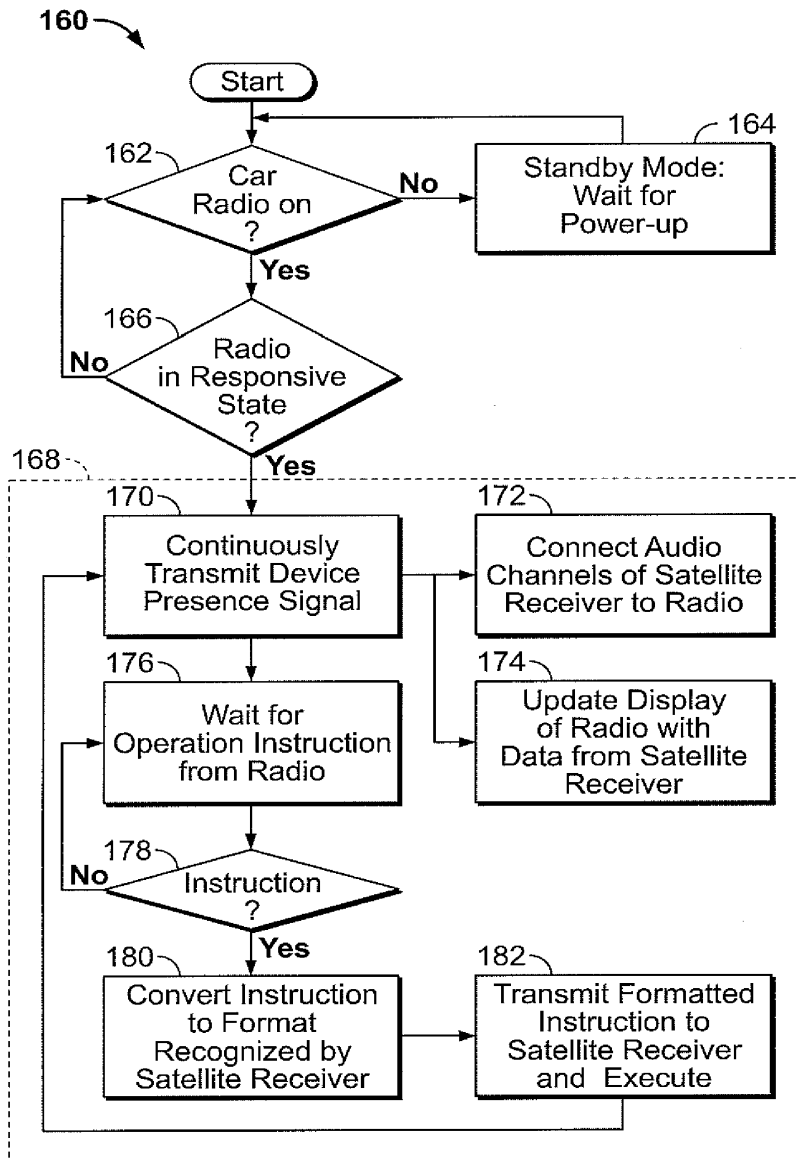 160
Start
162
Car
Radio on
?
No
164
Standby Mode:
Wait for
Power-up
Yes
166
Radio
in Responsive
State
?
No
Yes
168
170
Continuously
Transmit Device
Presence Signal
172
Connect Audio
Channels of Satellite
Receiver to Radio
176
Wait for
Operation Instruction
from Radio
174
Update Display
of Radio with
Data from Satellite
Receiver
178
Instruction
?
No
Yes
180
Convert Instruction
to Format
Recognized by
Satellite Receiver
182
Transmit Formatted
Instruction to
Satellite Receiver
and Execute